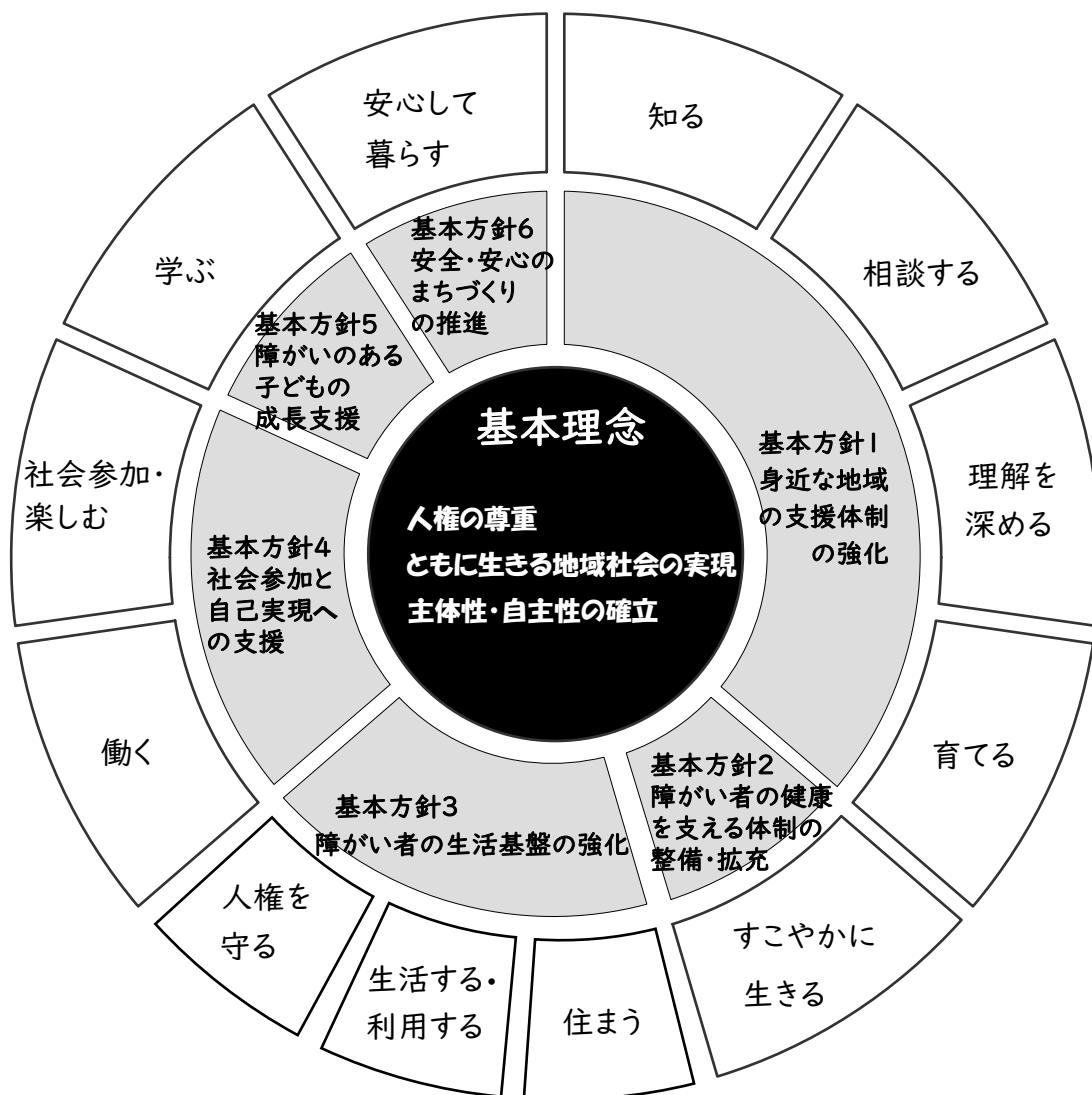 基本理念
人権の尊重
ともに生きる地域社会の実現
主体性・自主性の確立
基本方針1
身近な地域
の支援体制
の強化
基本方針2
障がい者の健康
を支える体制の
整備・拡充
基本方針3
障がい者の生活基盤の強化
基本方針4
社会参加と
自己実現へ
の支援
基本方針5
障がいのある
子どもの
成長支援
基本方針6
安全・安心の
まちづくり
の推進
知る
相談する
理解を
深める
育てる
すこやかに
生きる
住まう
生活する・
利用する
人権を
守る
働く
社会参加・
楽しむ
学ぶ
安心して
暮らす